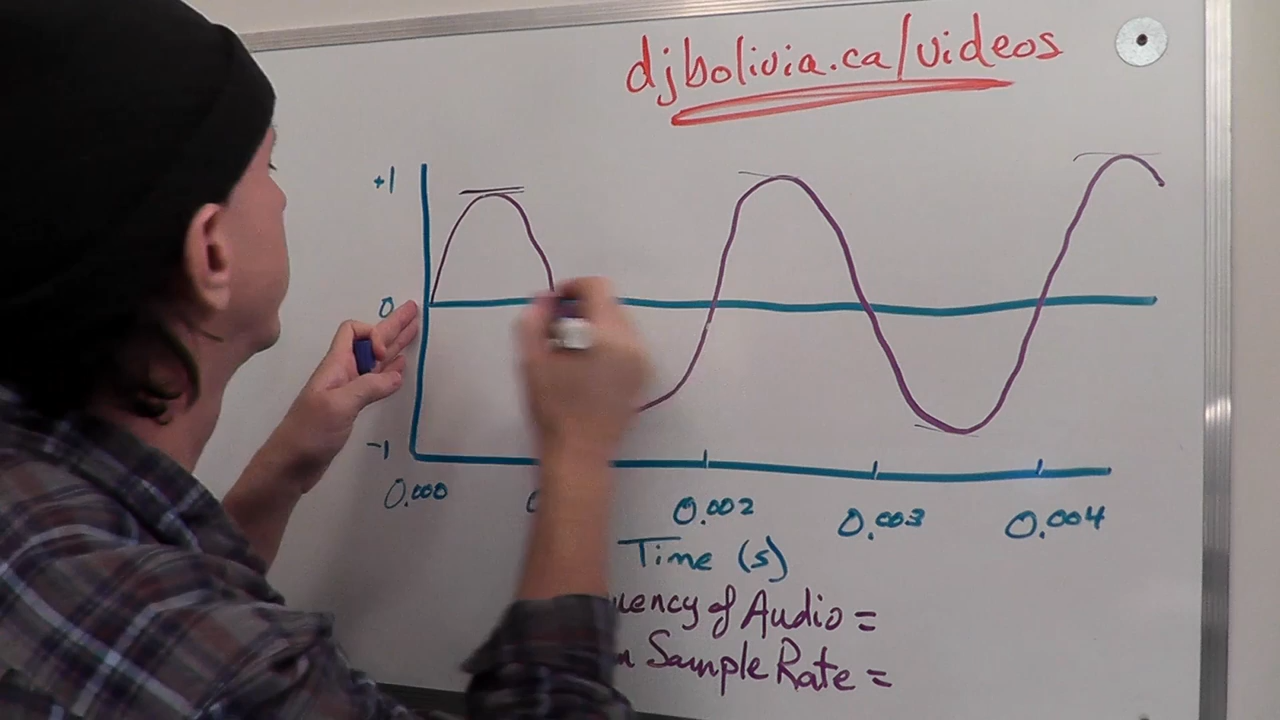 djbolivia.ca/videos
+1
0
-1
0.000
0.002
0.003
0.004
Time (s)
of Audio =
Sample Rate =